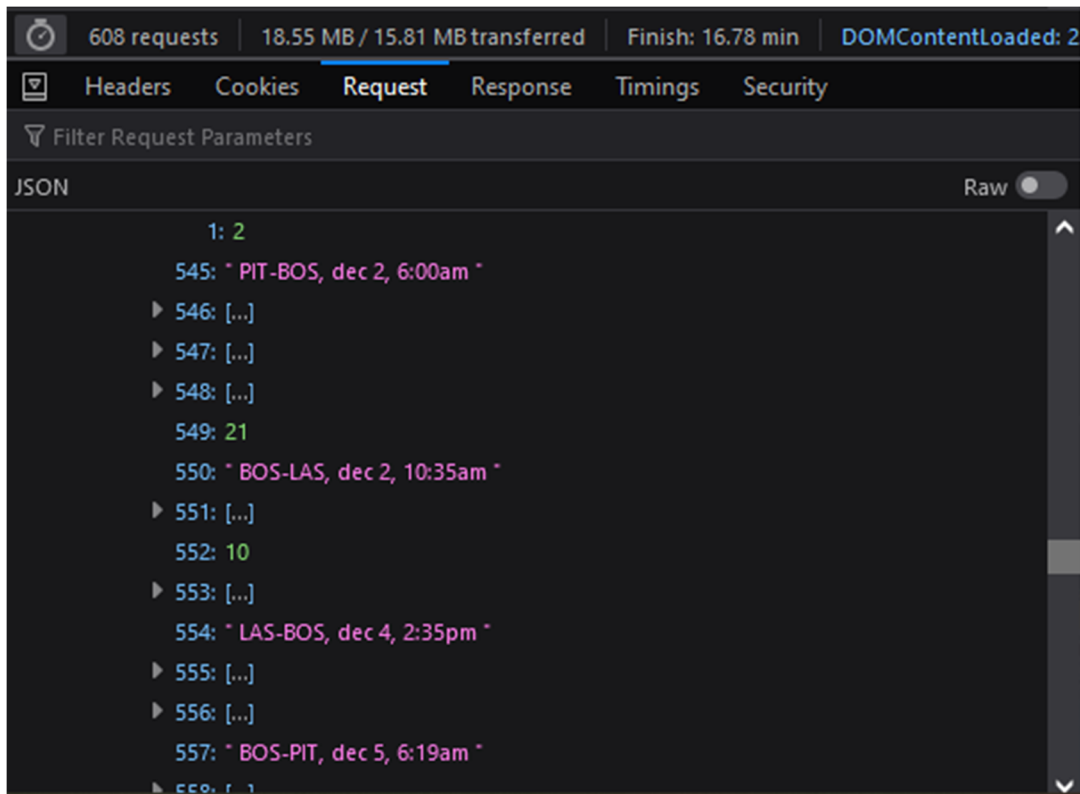 608 requests 18.55 MB / 15.81 MB transferred Finish: 16.78 min DOMContentLoaded: 2
Headers Cookies Request Response Timings Security
Filter Request Parameters
JSON Raw
1: 2
545: " PIT-BOS, dec 2, 6:00am "
546: […]
547: […]
548: […]
549: 21
550: " BOS-LAS, dec 2, 10:35am "
551: […]
552: 10
553: […]
554: " LAS-BOS, dec 4, 2:35pm "
555: […]
556: […]
557: " BOS-PIT, dec 5, 6:19am "